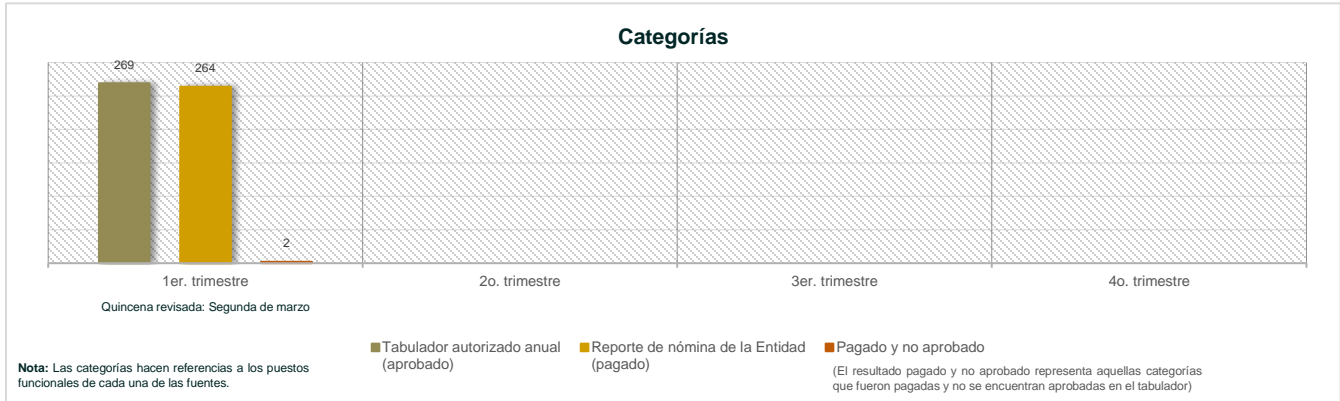 Categorías
269
264
2
1er. trimestre
2o. trimestre
3er. trimestre
4o. trimestre
Quincena revisada: Segunda de marzo
Tabulador autorizado anual
(aprobado)
Reporte de nómina de la Entidad
(pagado)
Pagado y no aprobado
Nota: Las categorías hacen referencias a los puestos
funcionales de cada una de las fuentes.
(El resultado pagado y no aprobado representa aquellas categorías
que fueron pagadas y no se encuentran aprobadas en el tabulador)